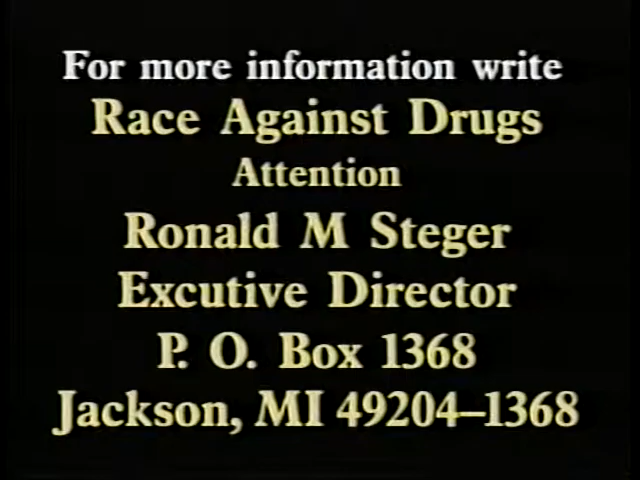 For more information write
Race Against Drugs
Attention
Ronald M Steger
Excutive Director
P. O. Box 1368
Jackson, MI 49204–1368